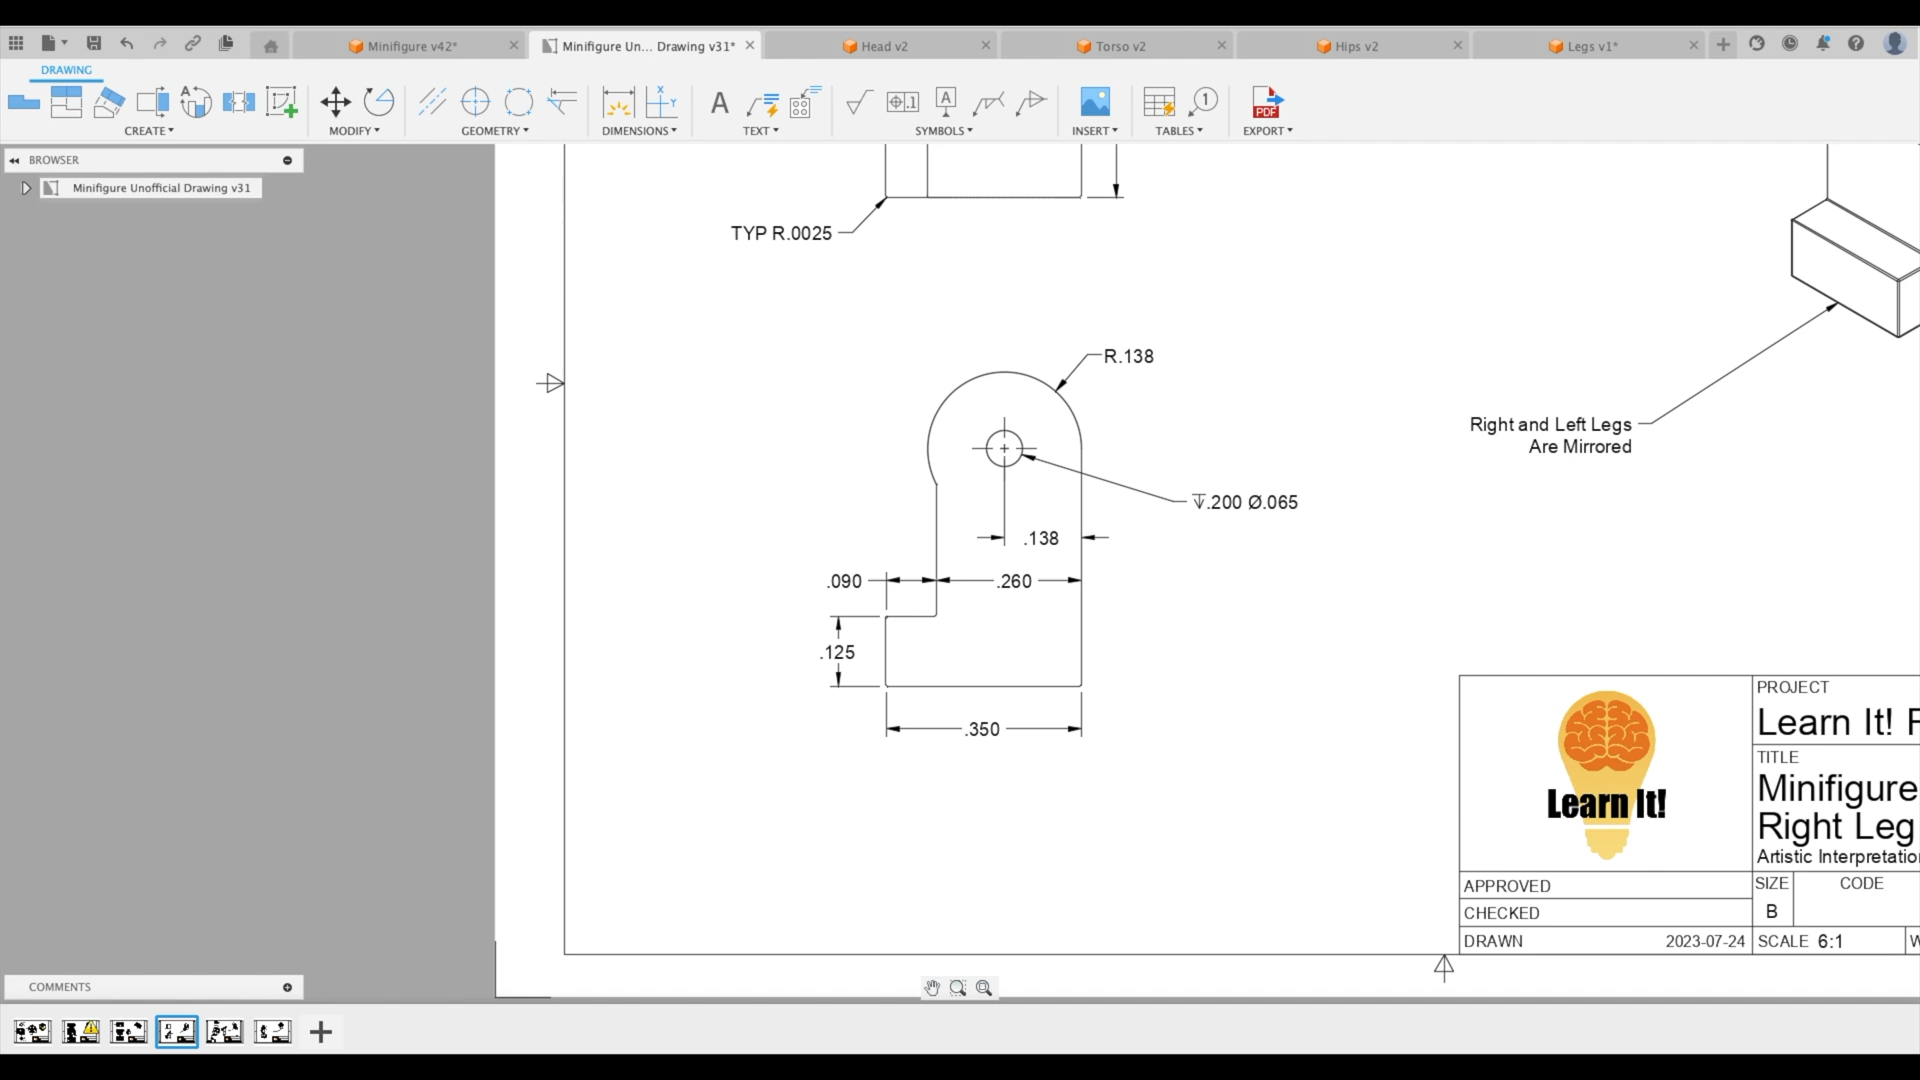 Minifigure v42*
Minifigure Un... Drawing v31*
Head v2
Torso v2
Hips v2
Legs v1*
DRAWING
CREATE
MODIFY
GEOMETRY
DIMENSIONS
TEXT
SYMBOLS
INSERT
TABLES
EXPORT
BROWSER
Minifigure Unofficial Drawing v31
TYP R.0025
R.138
Right and Left Legs
Are Mirrored
↧.200 Ø.065
.138
.090
.260
.125
.350
Learn It!
PROJECT
Learn It!
TITLE
Minifigure
Right Leg
Artistic Interpretatio
APPROVED
SIZE
CODE
CHECKED
B
DRAWN 2023-07-24
SCALE 6:1
COMMENTS